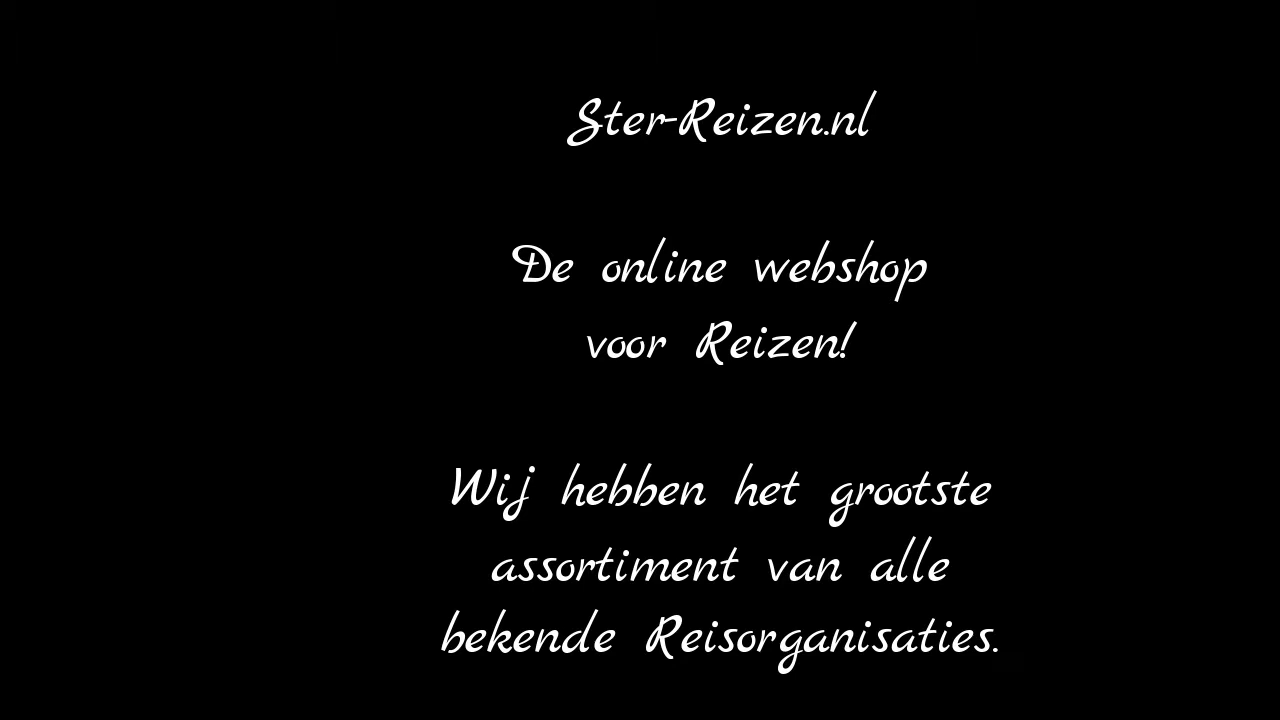 Ster-Reizen.nl
De online webshop
voor Reizen!
Wij hebben het grootste
assortiment van alle
bekende Reisorganisaties.